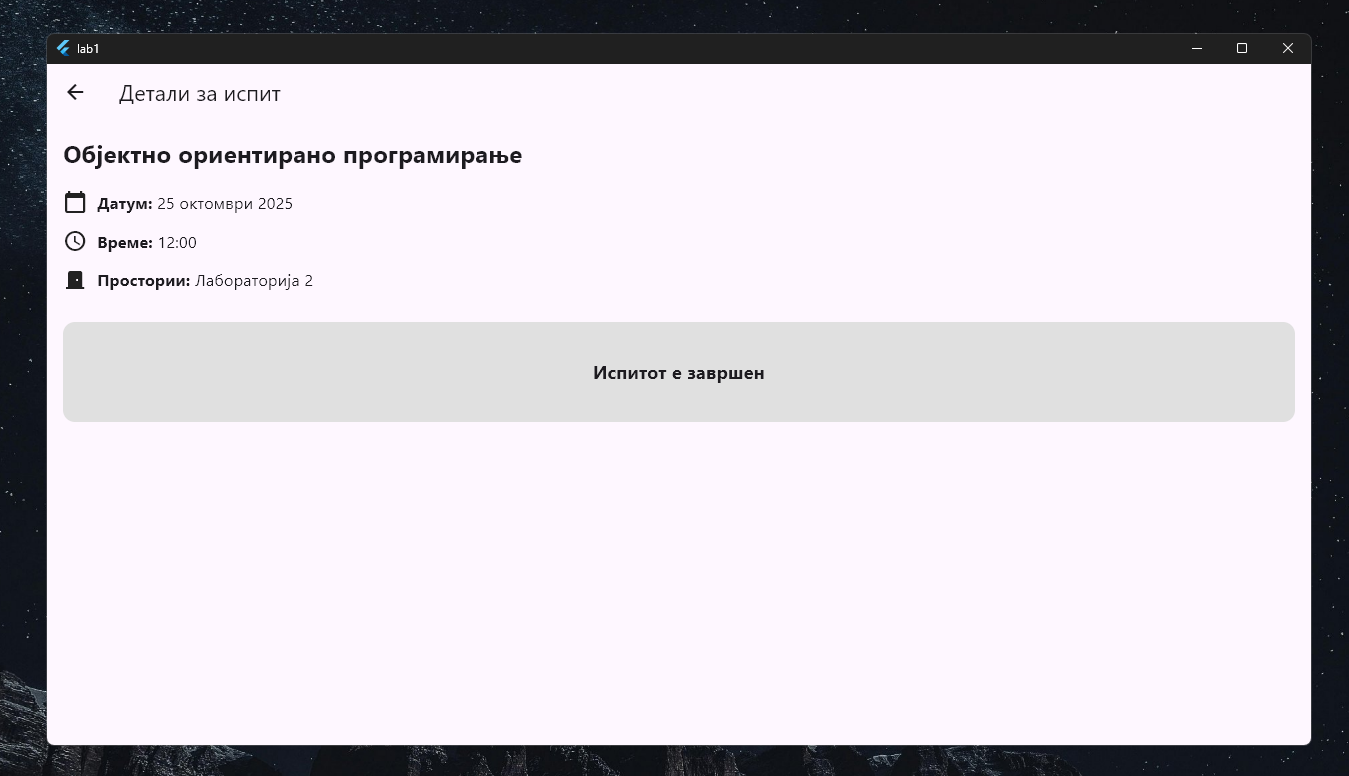 lab1
Детали за испит
Објектно ориентирано програмирање
Датум: 25 октомври 2025
Време: 12:00
Простории: Лабораторија 2
Испитот е завршен